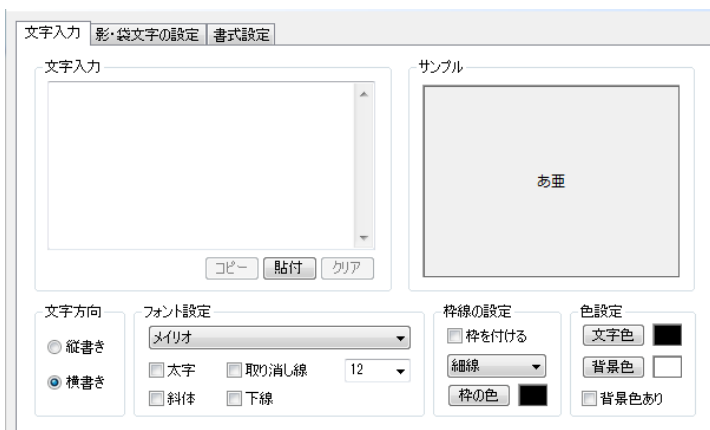 文字入力 影・袋文字の設定 書式設定
文字入力
コピー 貼付 クリア
サンプル
あ亜
文字方向
縦書き
横書き
フォント設定
メイリオ
太字 取り消し線 12
斜体 下線
枠線の設定
枠を付ける
細線
枠の色
色設定
文字色
背景色
背景色あり